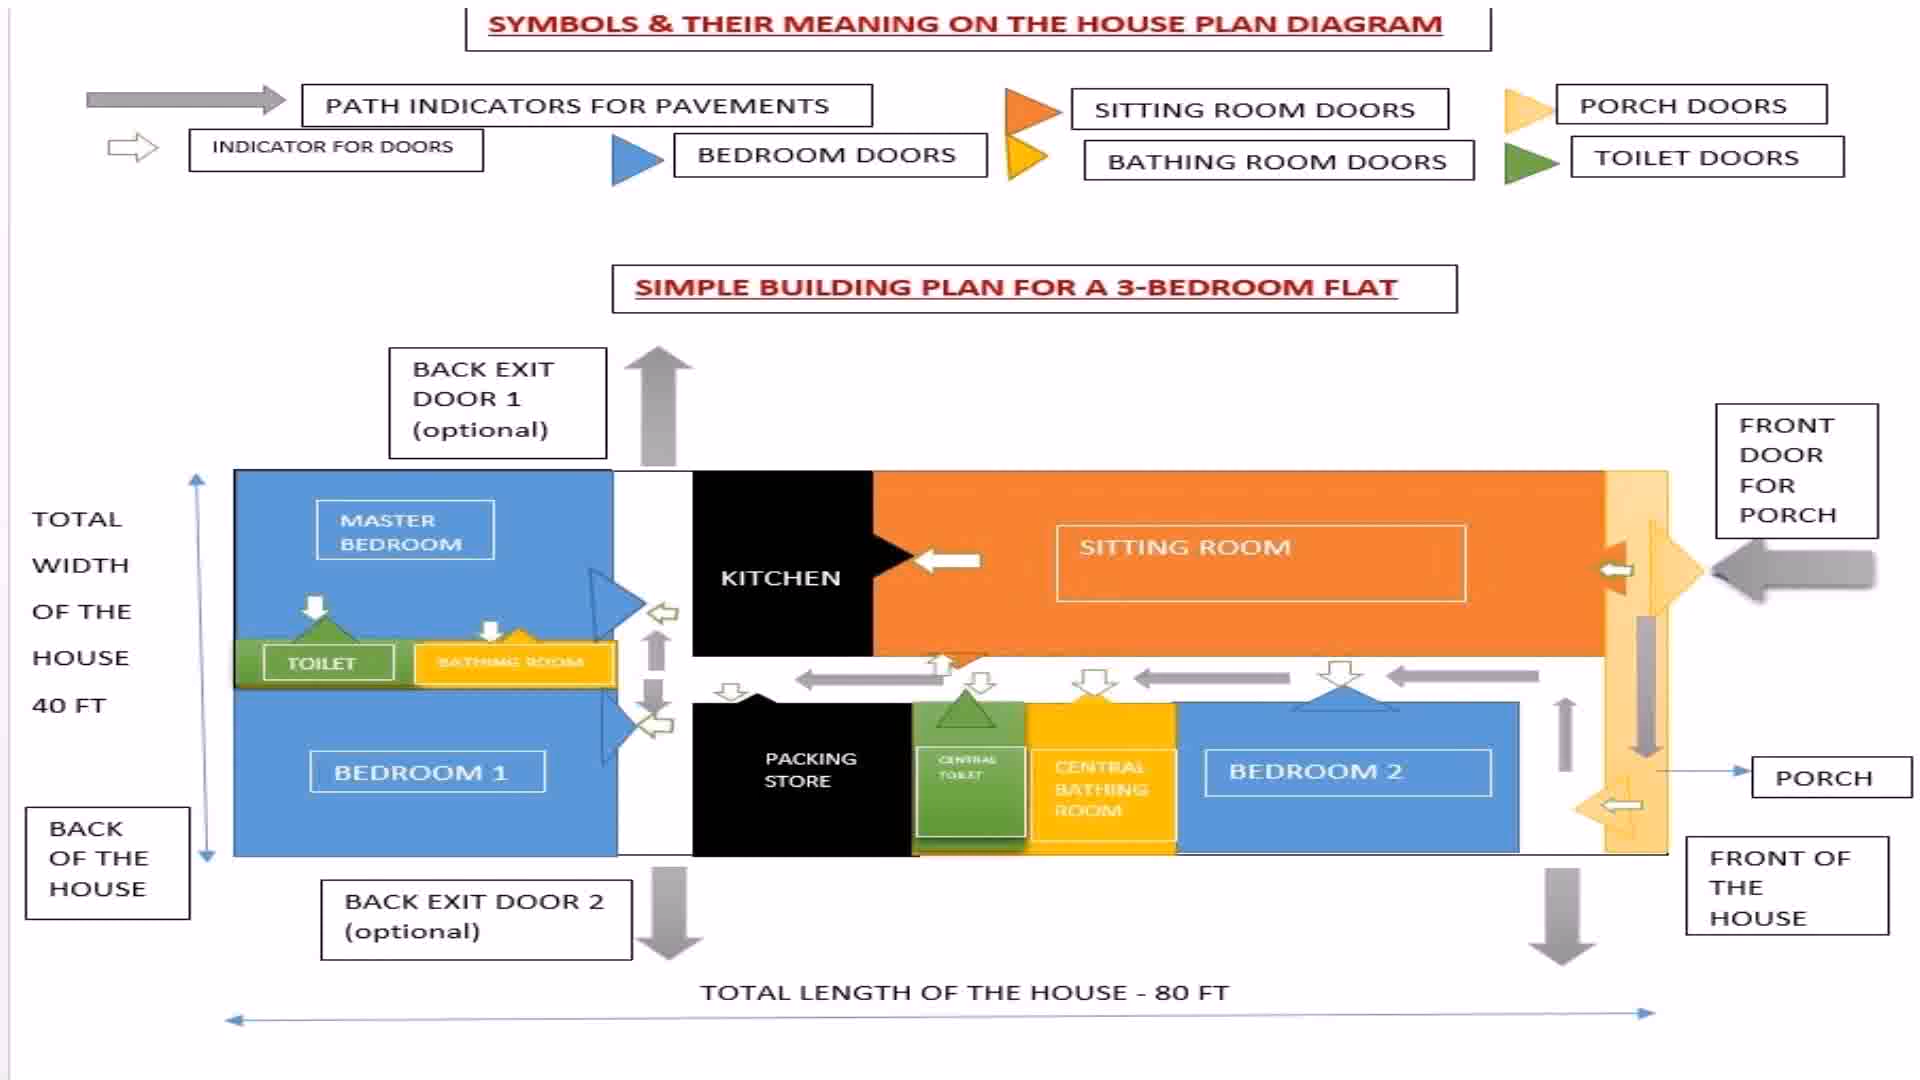 SYMBOLS & THEIR MEANING ON THE HOUSE PLAN DIAGRAM
PATH INDICATORS FOR PAVEMENTS
SITTING ROOM DOORS
PORCH DOORS
INDICATOR FOR DOORS
BEDROOM DOORS
BATHING ROOM DOORS
TOILET DOORS
SIMPLE BUILDING PLAN FOR A 3-BEDROOM FLAT
BACK EXIT
DOOR 1
(optional)
FRONT
DOOR
FOR
PORCH
TOTAL
WIDTH
OF THE
HOUSE
40 FT
MASTER
BEDROOM
KITCHEN
SITTING ROOM
TOILET
BATHING ROOM
BEDROOM 1
PACKING
STORE
CENTRAL
TOILET
CENTRAL
BATHING
ROOM
BEDROOM 2
PORCH
BACK
OF THE
HOUSE
BACK EXIT DOOR 2
(optional)
FRONT OF
THE
HOUSE
TOTAL LENGTH OF THE HOUSE - 80 FT